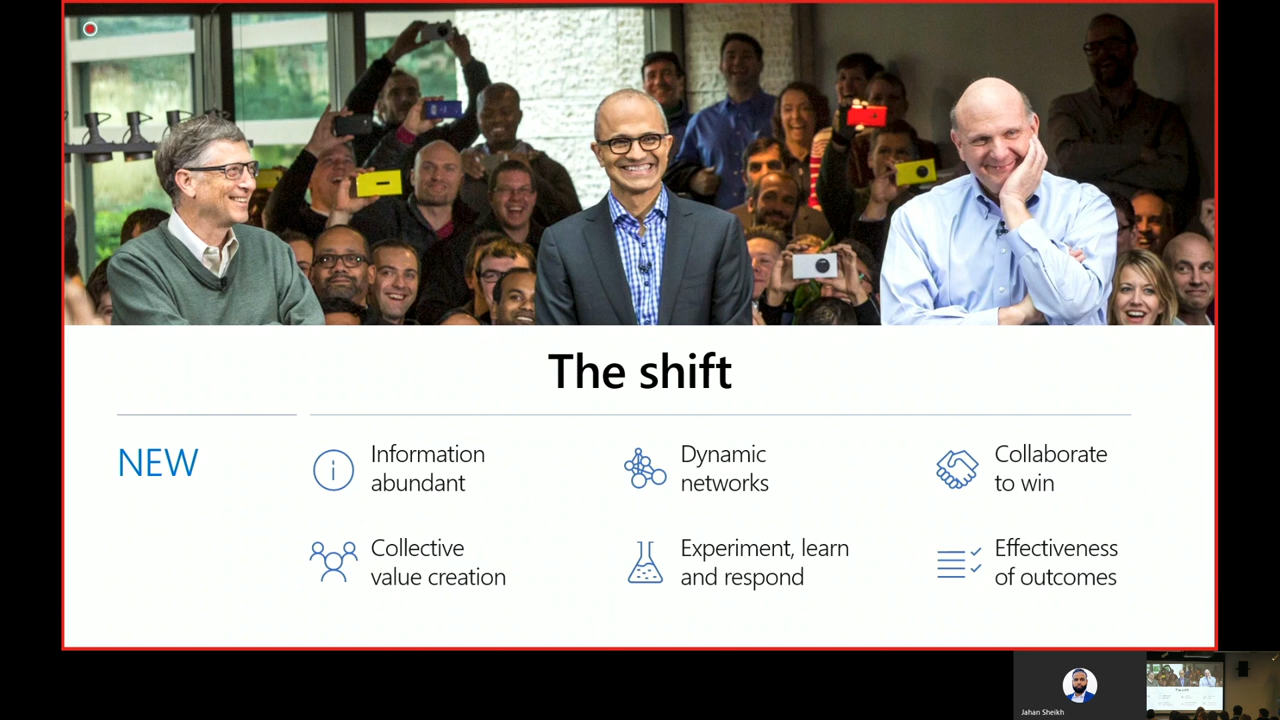 The shift
NEW
Information
abundant
Dynamic
networks
Collaborate
to win
Collective
value creation
Experiment, learn
and respond
Effectiveness
of outcomes
Jahan Sheikh